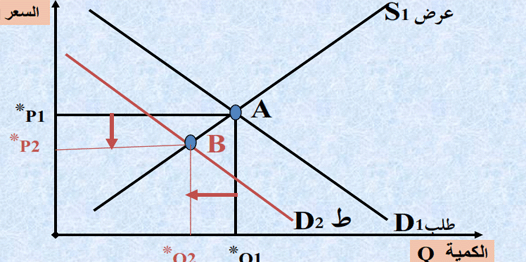 السعر
S1 عرض
*P1
A
*P2
B
D2 ط
D1 طلب
*Q2
*Q1
الكمية Q